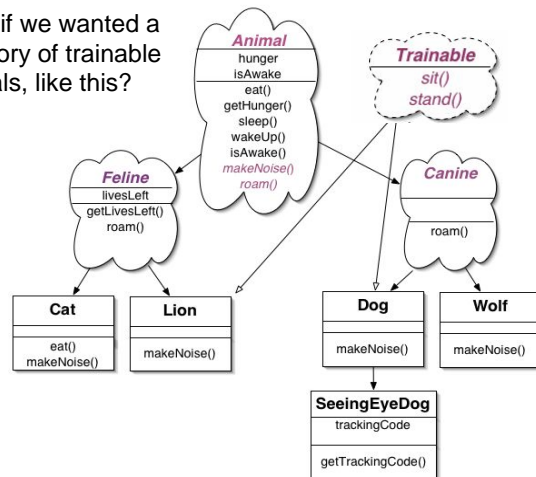 if we wanted a
ory of trainable
als, like this?
Animal
hunger
isAwake
eat()
getHunger()
sleep()
wakeUp()
isAwake()
makeNoise()
roam()
Trainable
sit()
stand()
Feline
livesLeft
getLivesLeft()
roam()
Canine
roam()
Cat
eat()
makeNoise()
Lion
makeNoise()
Dog
makeNoise()
Wolf
makeNoise()
SeeingEyeDog
trackingCode
getTrackingCode()